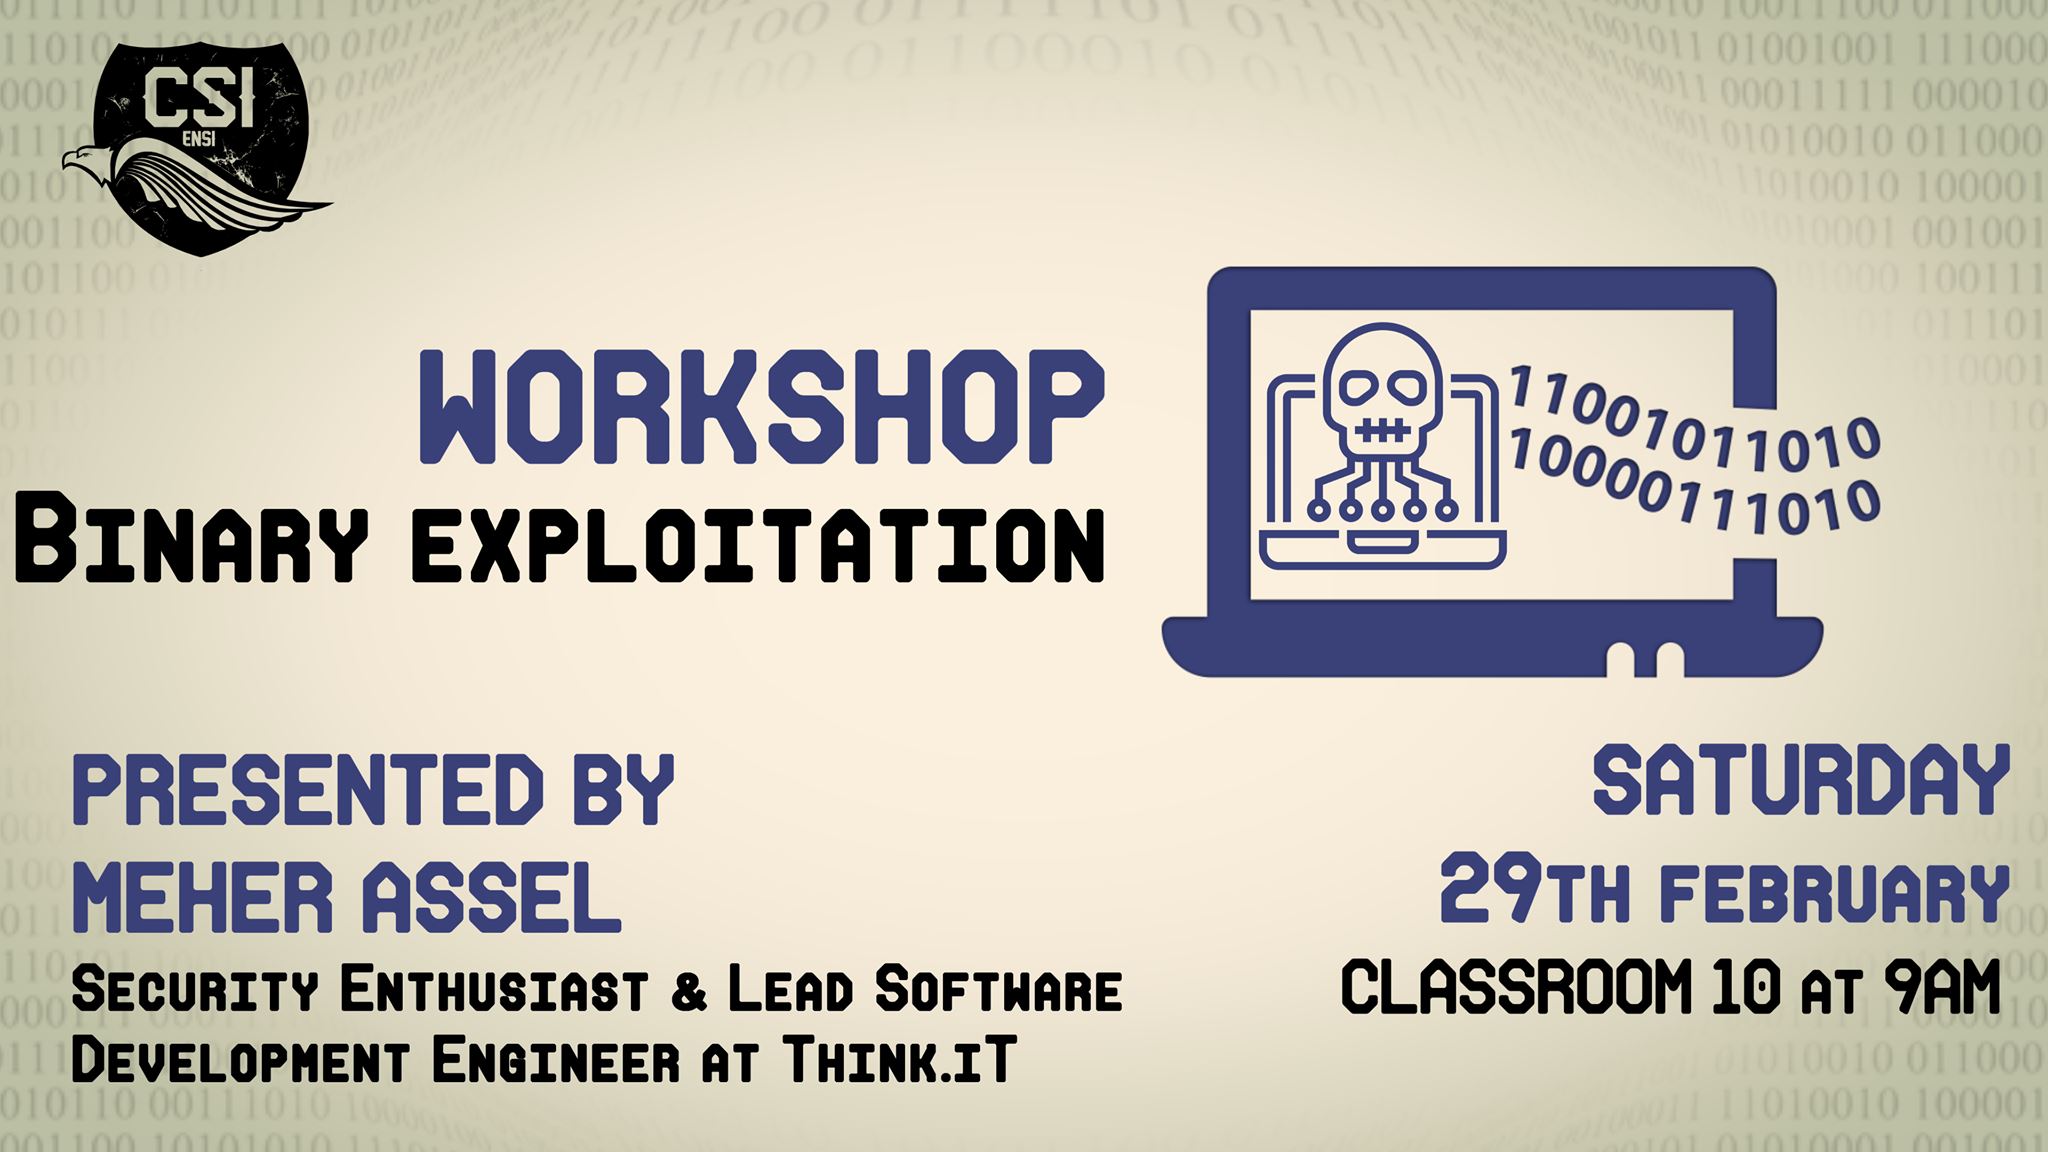 CSI
ENSI
WORKSHOP
Binary exploitation
11001011010
10000111010
PRESENTED BY
MEHER ASSEL
Security Enthusiast & Lead Software
Development Engineer at Think.iT
SATURDAY
29th february
CLASSROOM 10 at 9AM